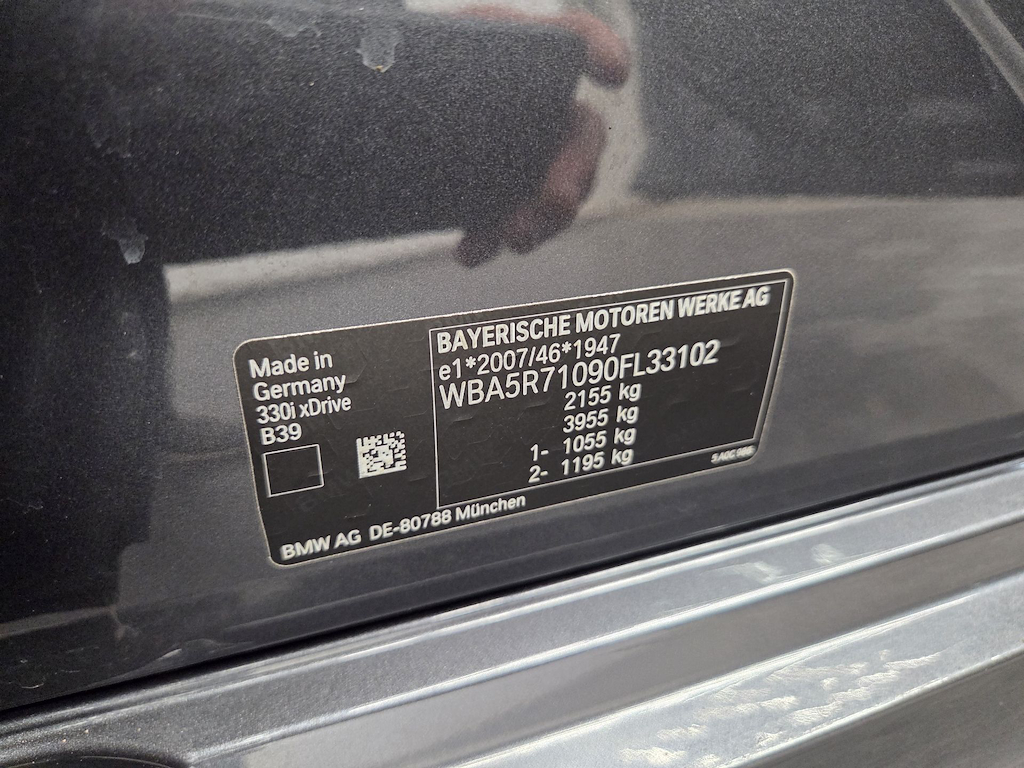 Made in
Germany
330i xDrive
B39
BAYERISCHE MOTOREN WERKE AG
e1*2007/46*1947
WBA5R71090FL33102
2155 kg
3955 kg
1- 1055 kg
2- 1195 kg
BMW AG DE-80788 München